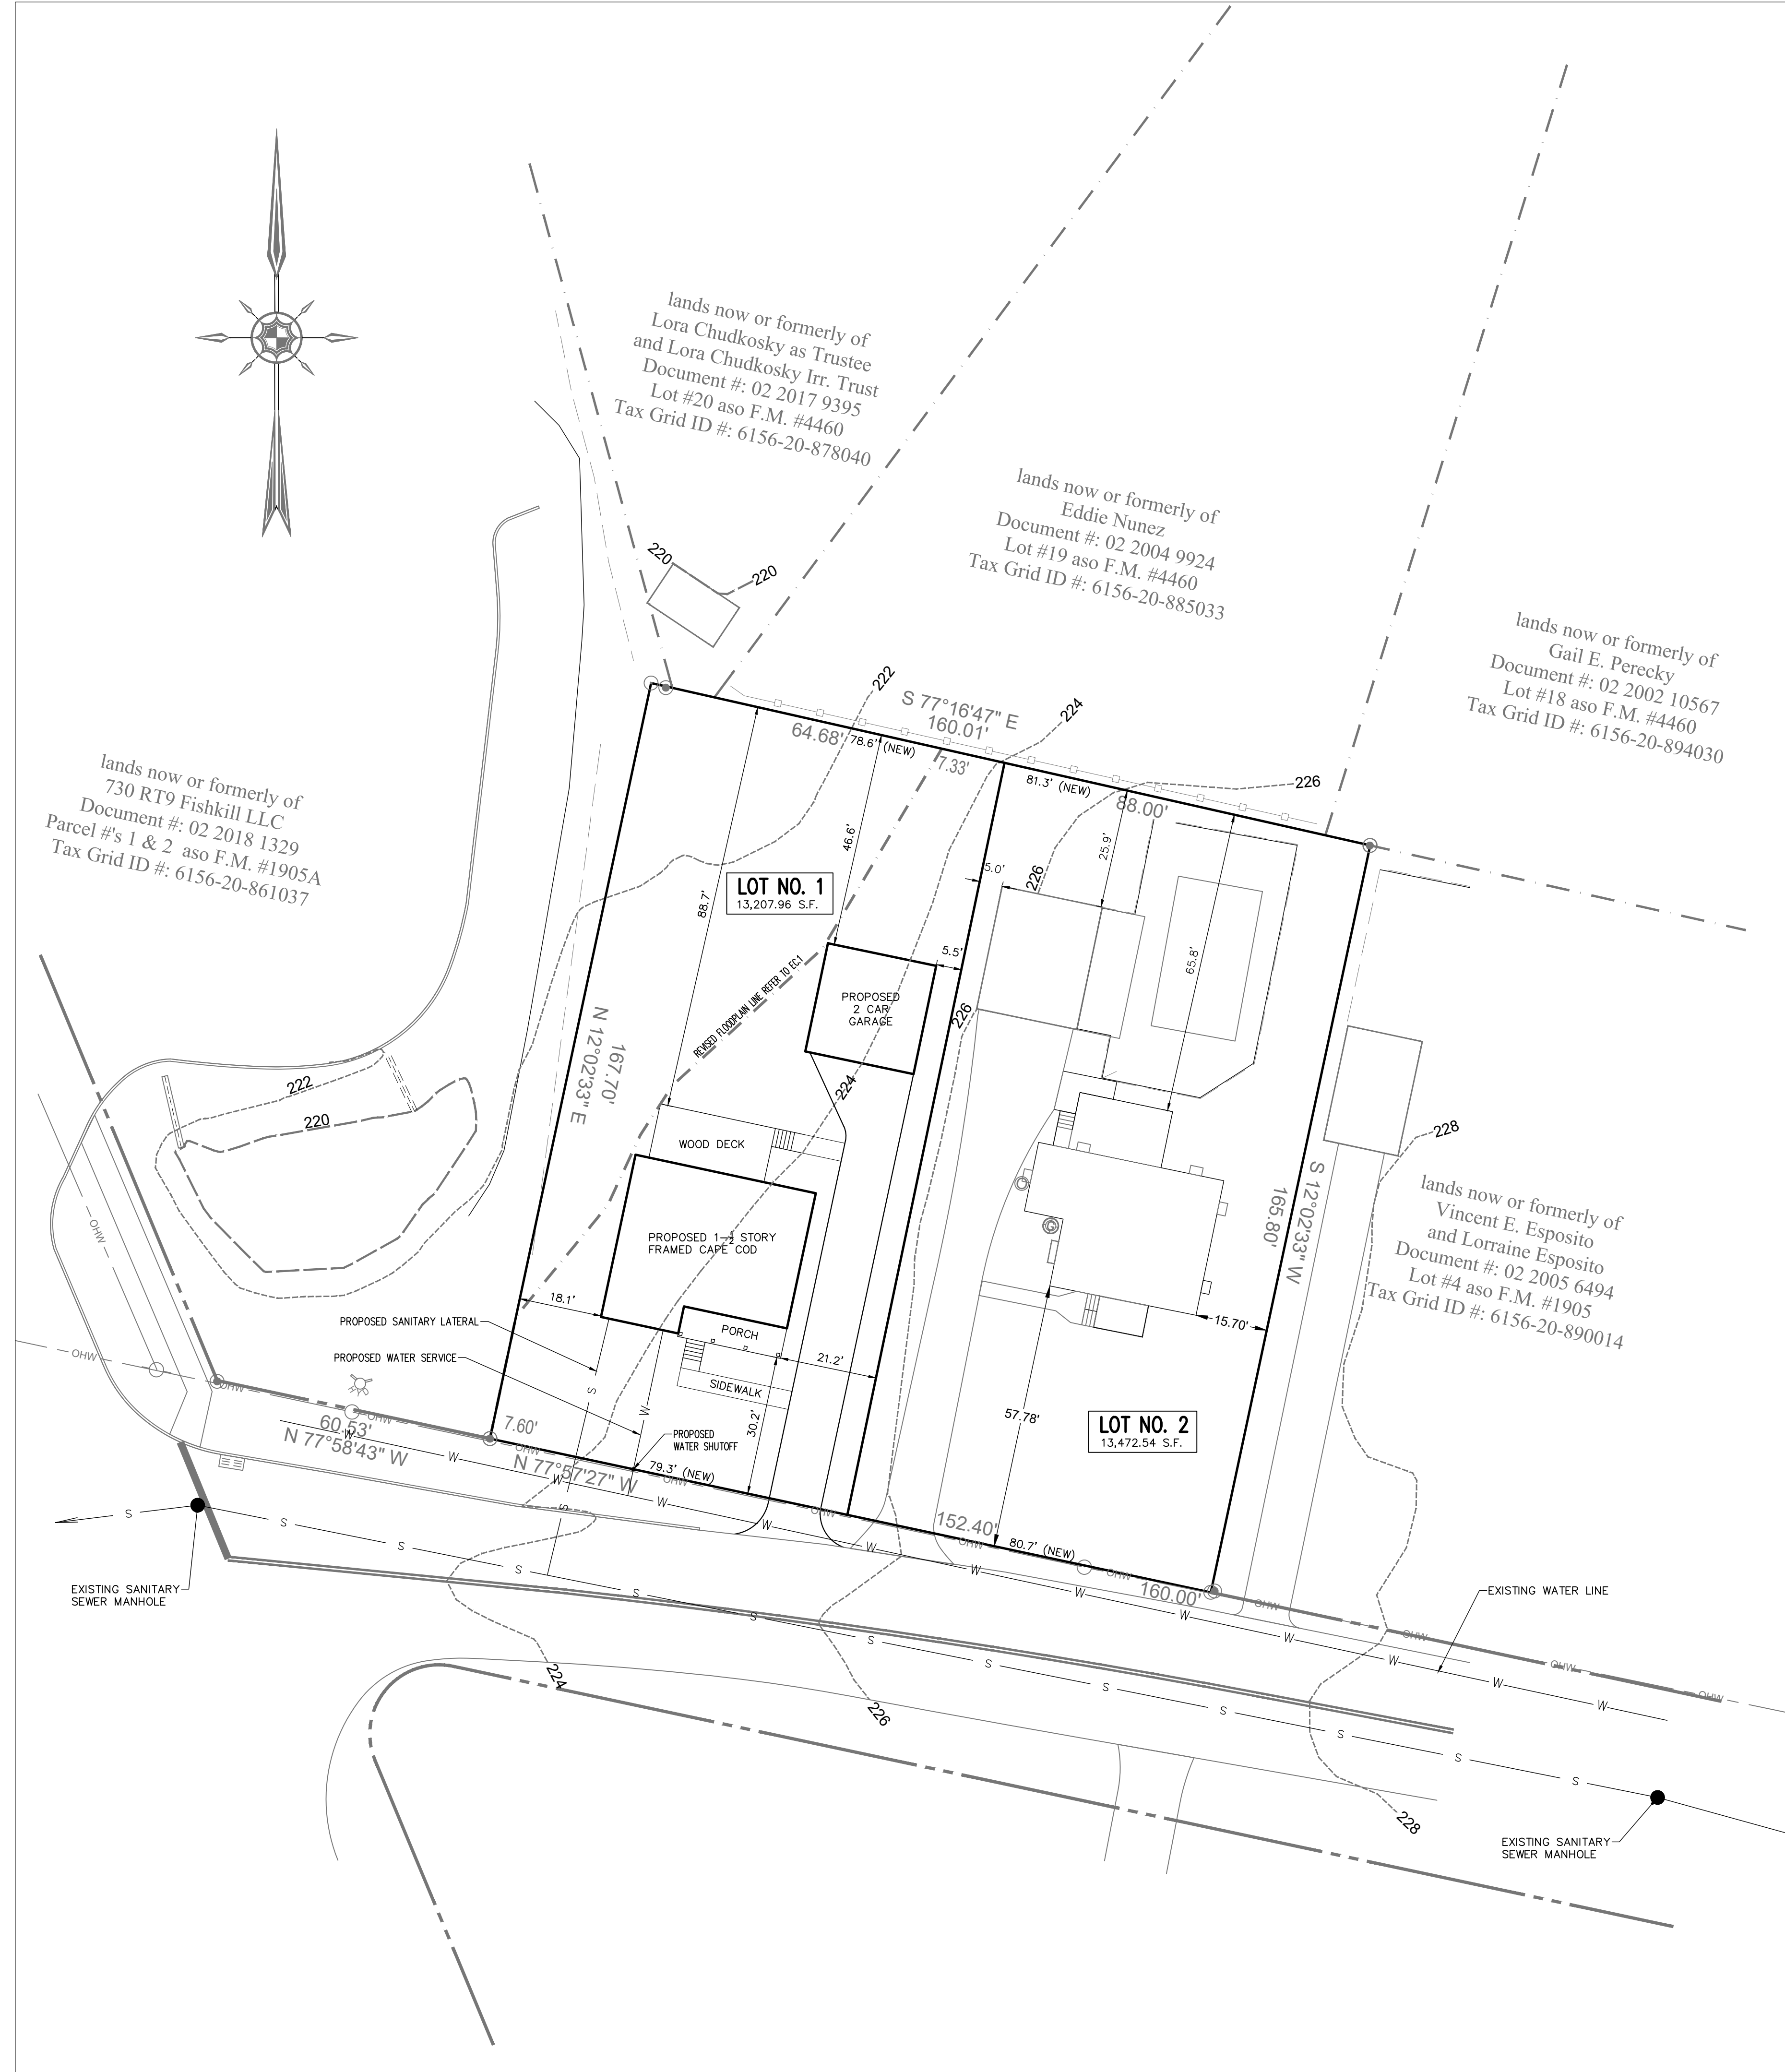 lands now or formerly of
Lora Chudkosky as Trustee
and Lora Chudkosky Irr. Trust
Document #: 02 2017 9395
Lot #20 aso F.M. #4460
Tax Grid ID #: 6156-20-878040
lands now or formerly of
Eddie Nunez
Document #: 02 2004 9924
Lot #19 aso F.M. #4460
Tax Grid ID #: 6156-20-885033
lands now or formerly of
Gail E. Perecky
Document #: 02 2002 10567
Lot #18 aso F.M. #4460
Tax Grid ID #: 6156-20-894030
220
220
222
S 77°16'47" E
160.01'
224
64.68'
78.6' (NEW)
7.33'
81.3' (NEW)
88.00'
226
lands now or formerly of
730 RT9 Fishkill LLC
Document #: 02 2018 1329
Parcel #'s 1 & 2 aso F.M. #1905A
Tax Grid ID #: 6156-20-861037
46.6'
25.9'
5.0'
226
88.7'
LOT NO. 1
13,207.96 S.F.
65.8'
5.5'
REVISED FLOODPLAIN LINE REFER TO EC.1
PROPOSED
2 CAR
GARAGE
226
167.70'
N 12°02'33" E
222
220
224
228
WOOD DECK
S 12°02'33" W
165.80'
lands now or formerly of
Vincent E. Esposito
and Lorraine Esposito
Document #: 02 2005 6494
Lot #4 aso F.M. #1905
Tax Grid ID #: 6156-20-890014
G
OHW
PROPOSED 1-½ STORY
FRAMED CAPE COD
18.1'
PROPOSED SANITARY LATERAL
PORCH
15.70'
PROPOSED WATER SERVICE
21.2'
SIDEWALK
OHW
OHW
S
W
OHW
60.53'
N 77°58'43" W
7.60'
30.2'
57.78'
LOT NO. 2
13,472.54 S.F.
PROPOSED
WATER SHUTOFF
W
W
OHW
N 77°57'27" W
79.3' (NEW)
OHW
W
W
W
S
OHW
152.40'
OHW
80.7' (NEW)
OHW
160.00'
OHW
W
W
W
W
W
W
W
W
W
OHW
OHW
OHW
EXISTING WATER LINE
S
S
S
S
S
S
S
S
S
S
S
S
S
EXISTING SANITARY
SEWER MANHOLE
224
226
228
EXISTING SANITARY
SEWER MANHOLE